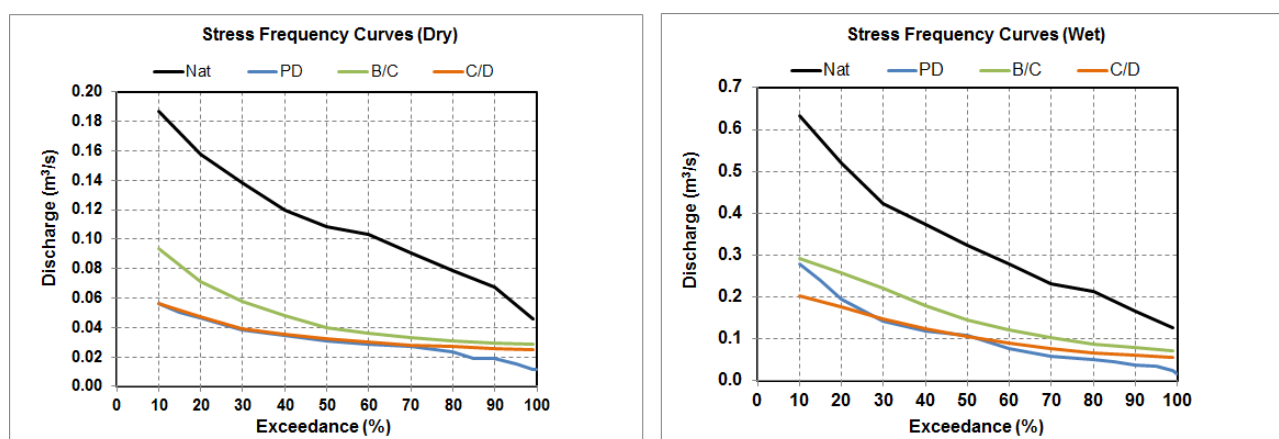 Stress Frequency Curves (Dry)
Nat PD B/C C/D
0.20
0.18
0.16
0.14
0.12
0.10
0.08
0.06
0.04
0.02
0.00
Discharge (m³/s)
0 10 20 30 40 50 60 70 80 90 100
Exceedance (%)
Stress Frequency Curves (Wet)
Nat PD B/C C/D
0.7
0.6
0.5
0.4
0.3
0.2
0.1
0.0
Discharge (m³/s)
0 10 20 30 40 50 60 70 80 90 100
Exceedance (%)